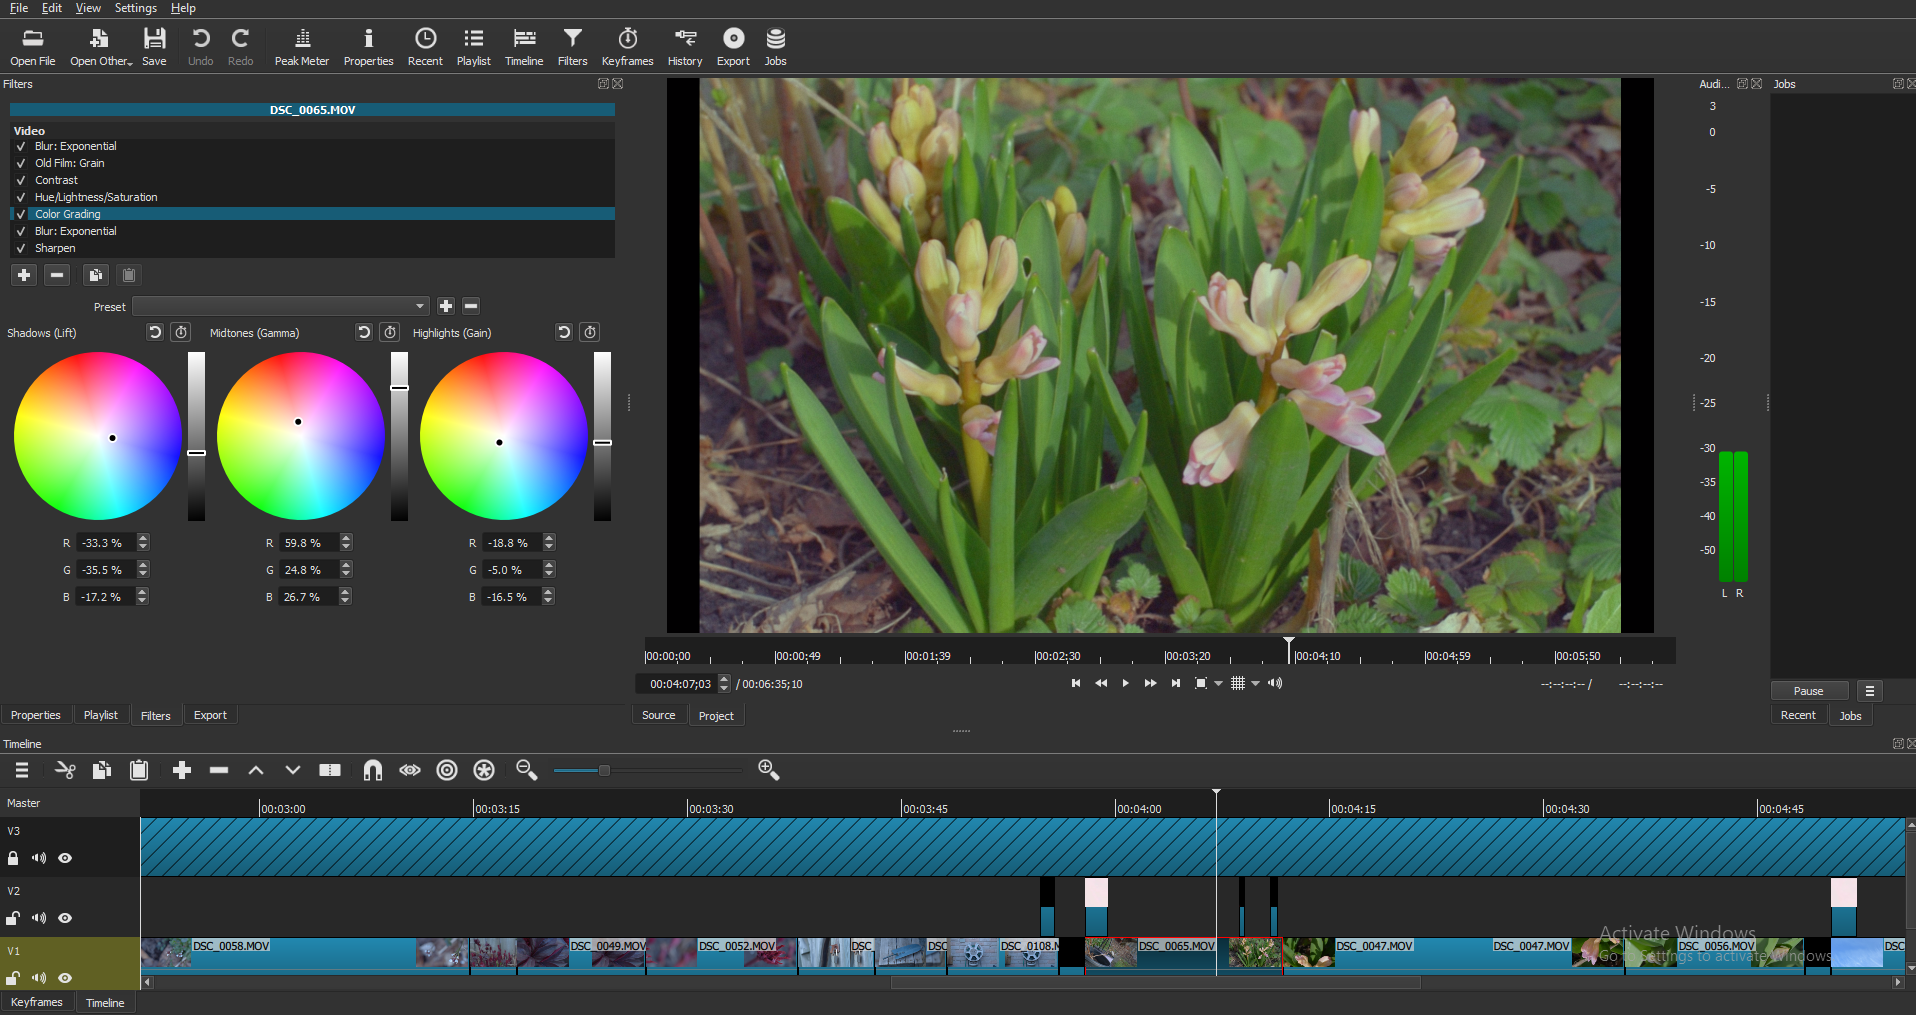 File Edit View Settings Help
Open File Open Other... Save Undo Redo Peak Meter Properties Recent Playlist Timeline Filters Keyframes History Export Jobs
Filters
DSC_0065.MOV
Video
Blur: Exponential
Old Film: Grain
Contrast
Hue/Lightness/Saturation
Color Grading
Blur: Exponential
Sharpen
Preset
Shadows (Lift) Midtones (Gamma) Highlights (Gain)
R -33.3 % R 59.8 % R -18.8 %
G -35.5 % G 24.8 % G -5.0 %
B -17.2 % B 26.7 % B -16.5 %
Properties Playlist Filters Export
00:00:00 00:00:49 00:01:39 00:02:30 00:03:20 00:04:10 00:04:59 00:05:50
00:04:07;03 / 00:06:35;10 --:--:--:-- / --:--:--:--
Source Project
Audi... Jobs
3
0
-5
-10
-15
-20
-25
-30
-35
-40
-50
L R
Pause
Recent Jobs
Timeline
Master 00:03:00 00:03:15 00:03:30 00:03:45 00:04:00 00:04:15 00:04:30 00:04:45
V3
V2
V1 DSC_0058.MOV DSC_0049.MOV DSC_0052.MOV DSC_ DSC DSC_0108.M DSC_0065.MOV DSC_0047.MOV DSC_0047.MOV DSC_0056.MOV DSC
Activate Windows
Go to Settings to activate Windows.
Keyframes Timeline